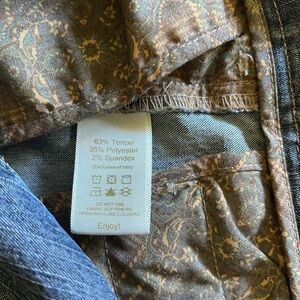 63% Tencel
35% Polyester
2% Spandex
(Exclusive of trim)
DO NOT USE
FABRIC SOFTENERS.
WASH WITH LIKE COLOURS.
Enjoy!